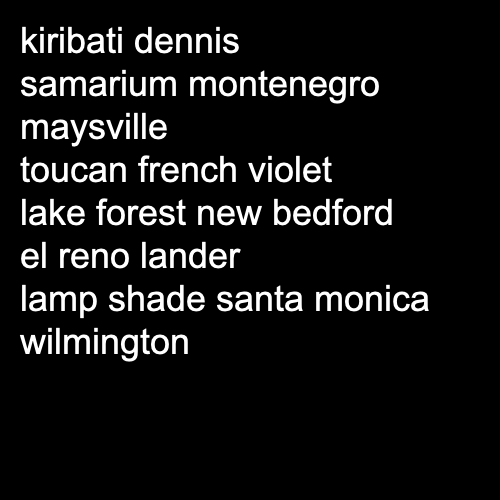 kiribati dennis
samarium montenegro
maysville
toucan french violet
lake forest new bedford
el reno lander
lamp shade santa monica
wilmington